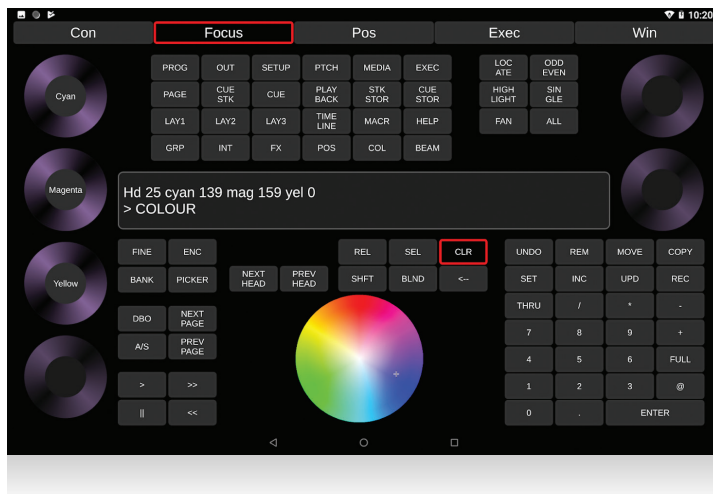 10:20
Con Focus Pos Exec Win
PROG OUT SETUP PTCH MEDIA EXEC
LOC
ATE
ODD
EVEN
Cyan
PAGE
CUE
STK
CUE
PLAY
BACK
STK
STOR
CUE
STOR
HIGH
LIGHT
SIN
GLE
LAY1 LAY2 LAY3
TIME
LINE
MACR HELP FAN ALL
GRP INT FX POS COL BEAM
Magenta
Hd 25 cyan 139 mag 159 yel 0
> COLOUR
FINE ENC REL SEL CLR UNDO REM MOVE COPY
Yellow
BANK PICKER
NEXT
HEAD
PREV
HEAD
SHFT BLND <-- SET INC UPD REC
DBO
NEXT
PAGE
THRU / * -
A/S
PREV
PAGE
7 8 9 +
4 5 6 FULL
> >> 1 2 3 @
|| << 0 . ENTER